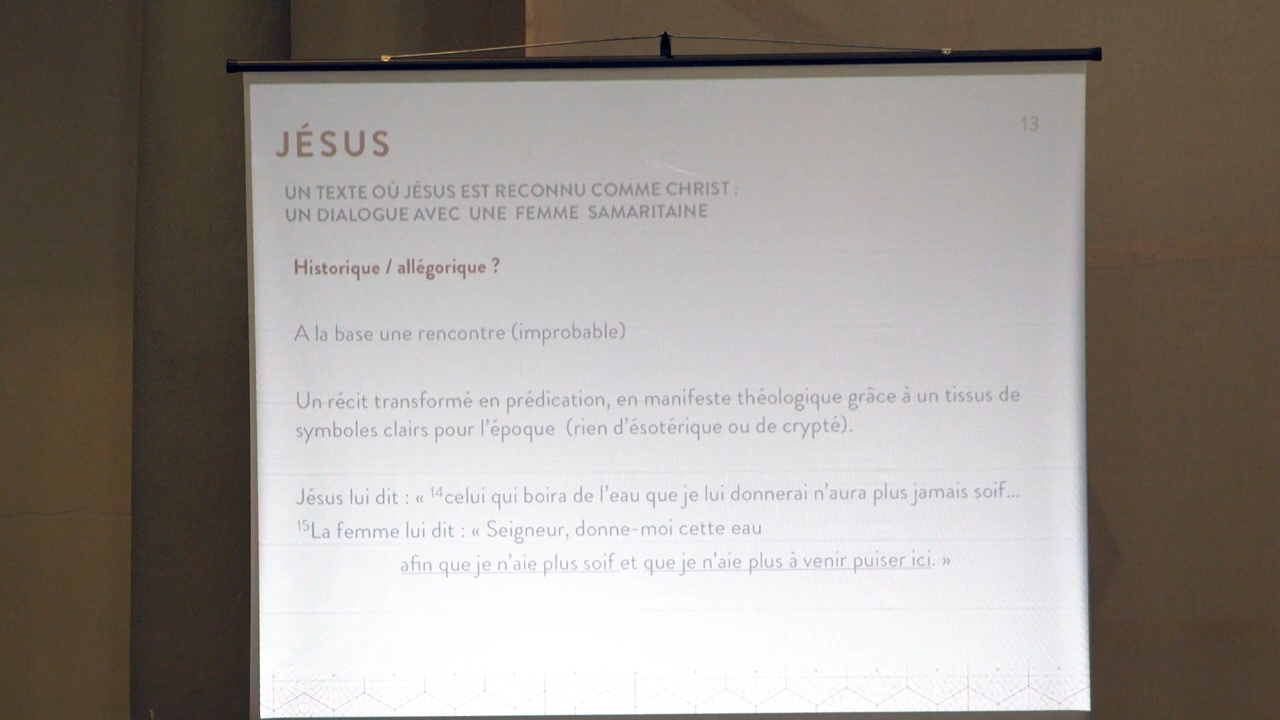 13
JÉSUS
UN TEXTE OÙ JÉSUS EST RECONNU COMME CHRIST :
UN DIALOGUE AVEC UNE FEMME SAMARITAINE
Historique / allégorique ?
A la base une rencontre (improbable)
Un récit transformé en prédication, en manifeste théologique grâce à un tissus de
symboles clairs pour l'époque (rien d'ésotérique ou de crypté).
Jésus lui dit : « ¹⁴celui qui boira de l'eau que je lui donnerai n'aura plus jamais soif...
¹⁵La femme lui dit : « Seigneur, donne-moi cette eau
afin que je n'aie plus soif et que je n'aie plus à venir puiser ici. »